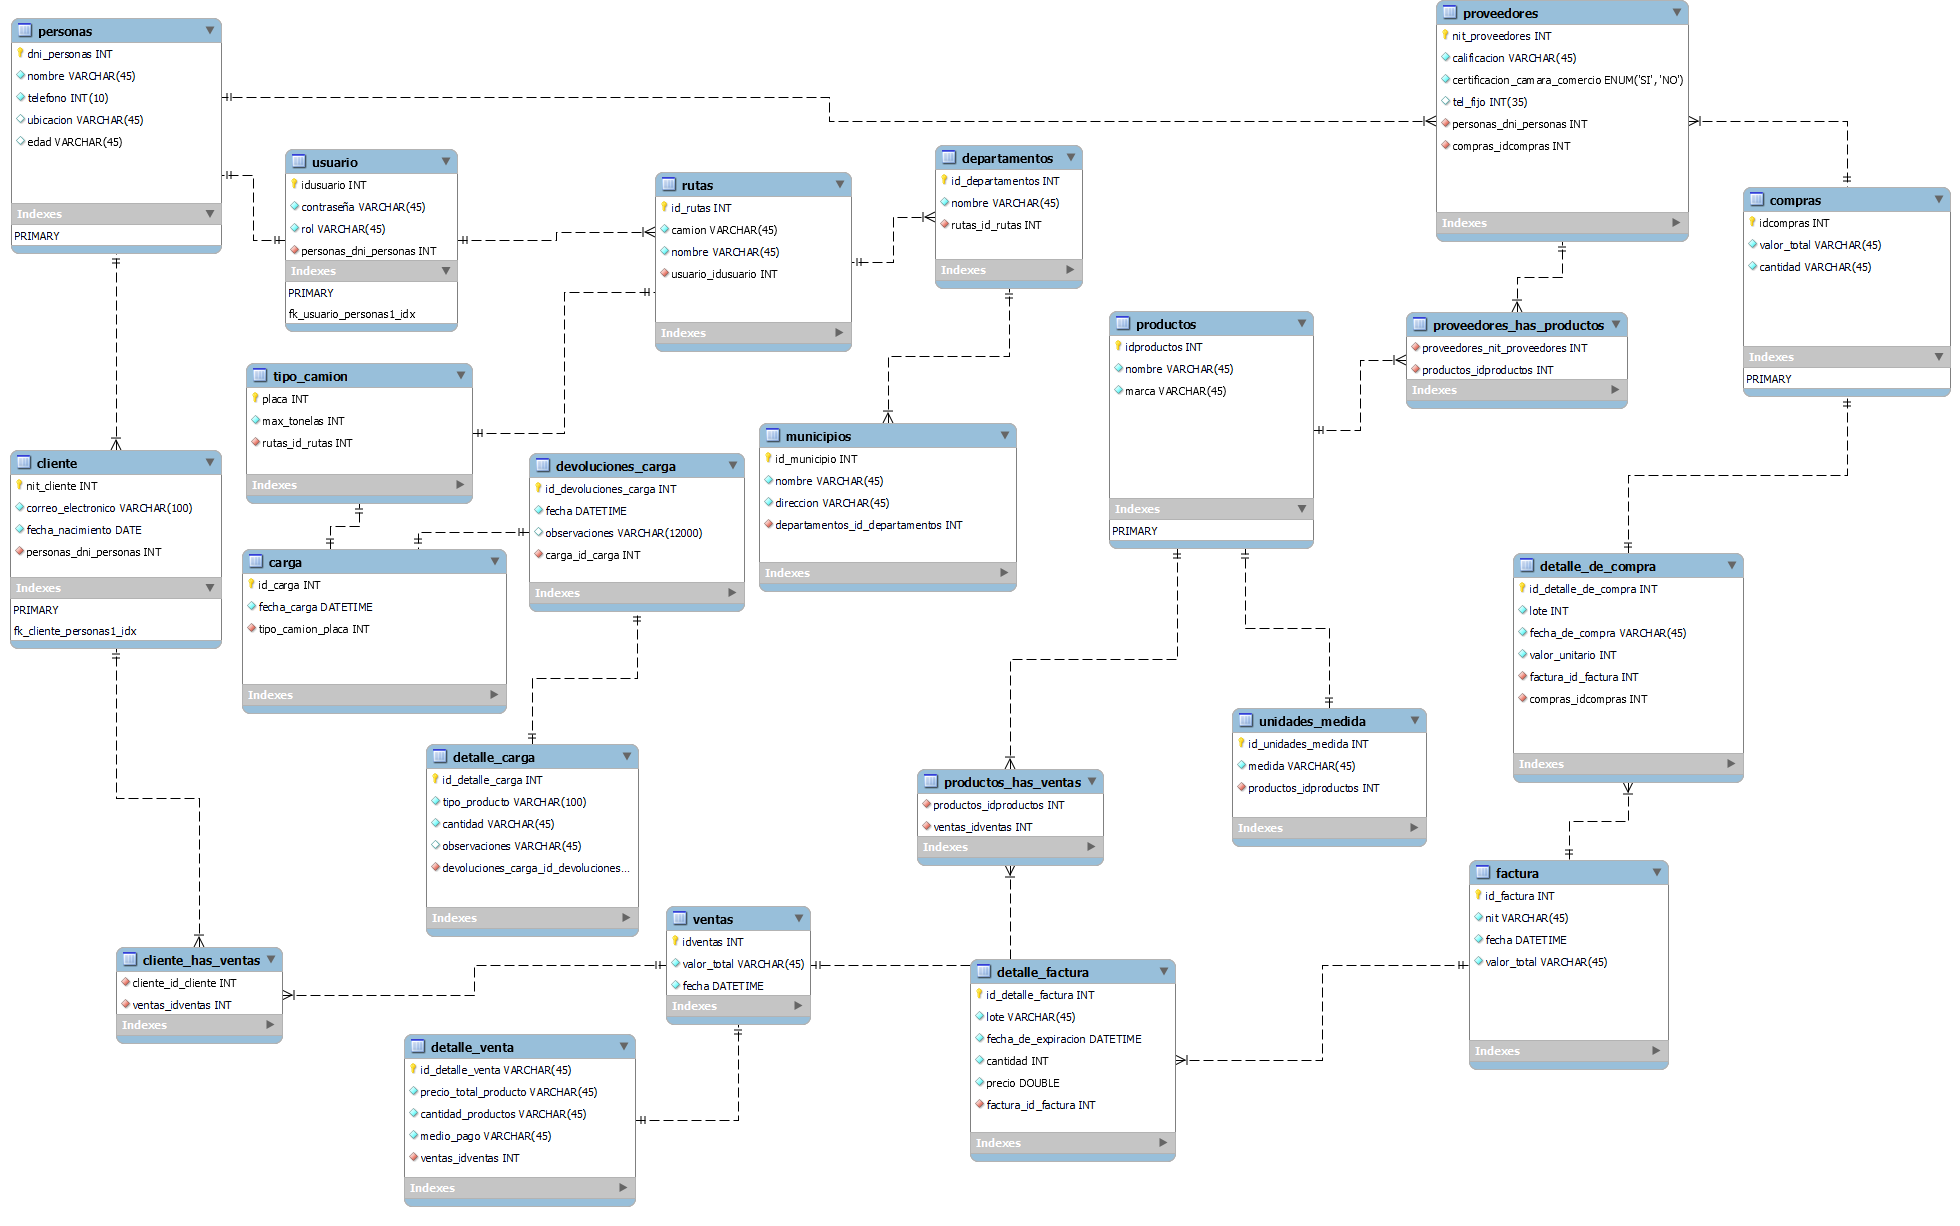 personas
dni_personas INT
nombre VARCHAR(45)
telefono INT(10)
ubicacion VARCHAR(45)
edad VARCHAR(45)
Indexes
PRIMARY
usuario
idusuario INT
contraseña VARCHAR(45)
rol VARCHAR(45)
personas_dni_personas INT
Indexes
PRIMARY
fk_usuario_personas1_idx
rutas
id_rutas INT
camion VARCHAR(45)
nombre VARCHAR(45)
usuario_idusuario INT
Indexes
departamentos
id_departamentos INT
nombre VARCHAR(45)
rutas_id_rutas INT
Indexes
proveedores
nit_proveedores INT
calificacion VARCHAR(45)
certificacion_camara_comercio ENUM('SI','NO')
tel_fijo INT(35)
personas_dni_personas INT
compras_idcompras INT
Indexes
compras
idcompras INT
valor_total VARCHAR(45)
cantidad VARCHAR(45)
Indexes
PRIMARY
productos
idproductos INT
nombre VARCHAR(45)
marca VARCHAR(45)
Indexes
PRIMARY
proveedores_has_productos
proveedores_nit_proveedores INT
productos_idproductos INT
Indexes
tipo_camion
placa INT
max_tonelas INT
rutas_id_rutas INT
Indexes
municipios
id_municipio INT
nombre VARCHAR(45)
direccion VARCHAR(45)
departamentos_id_departamentos INT
Indexes
cliente
nit_cliente INT
correo_electronico VARCHAR(100)
fecha_nacimiento DATE
personas_dni_personas INT
Indexes
PRIMARY
fk_cliente_personas1_idx
devoluciones_carga
id_devoluciones_carga INT
fecha DATETIME
observaciones VARCHAR(12000)
carga_id_carga INT
Indexes
carga
id_carga INT
fecha_carga DATETIME
tipo_camion_placa INT
Indexes
detalle_de_compra
id_detalle_de_compra INT
lote INT
fecha_de_compra VARCHAR(45)
valor_unitario INT
factura_id_factura INT
compras_idcompras INT
Indexes
unidades_medida
id_unidades_medida INT
medida VARCHAR(45)
productos_idproductos INT
Indexes
detalle_carga
id_detalle_carga INT
tipo_producto VARCHAR(100)
cantidad VARCHAR(45)
observaciones VARCHAR(45)
devoluciones_carga_id_devoluciones...
Indexes
productos_has_ventas
productos_idproductos INT
ventas_idventas INT
Indexes
factura
id_factura INT
nit VARCHAR(45)
fecha DATETIME
valor_total VARCHAR(45)
Indexes
ventas
idventas INT
valor_total VARCHAR(45)
fecha DATETIME
Indexes
cliente_has_ventas
cliente_id_cliente INT
ventas_idventas INT
Indexes
detalle_factura
id_detalle_factura INT
lote VARCHAR(45)
fecha_de_expiracion DATETIME
cantidad INT
precio DOUBLE
factura_id_factura INT
Indexes
detalle_venta
id_detalle_venta VARCHAR(45)
precio_total_producto VARCHAR(45)
cantidad_productos VARCHAR(45)
medio_pago VARCHAR(45)
ventas_idventas INT
Indexes